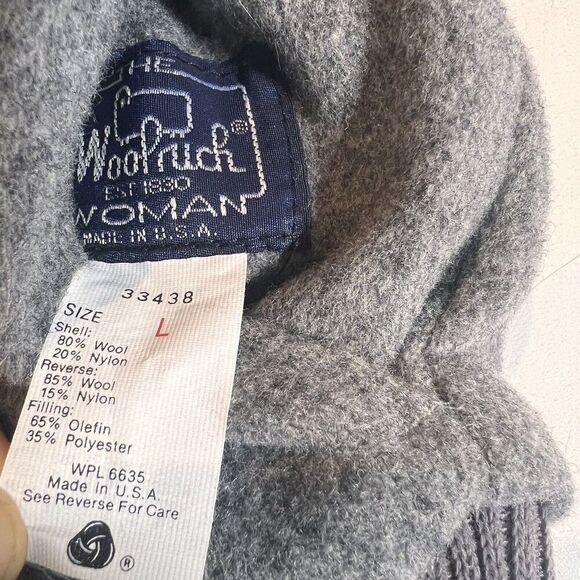 THE
Woolrich®
EST. 1830
WOMAN
MADE IN U.S.A.
33438
SIZE L
Shell:
80% Wool
20% Nylon
Reverse:
85% Wool
15% Nylon
Filling:
65% Olefin
35% Polyester
WPL 6635
Made in U.S.A.
See Reverse For Care
®